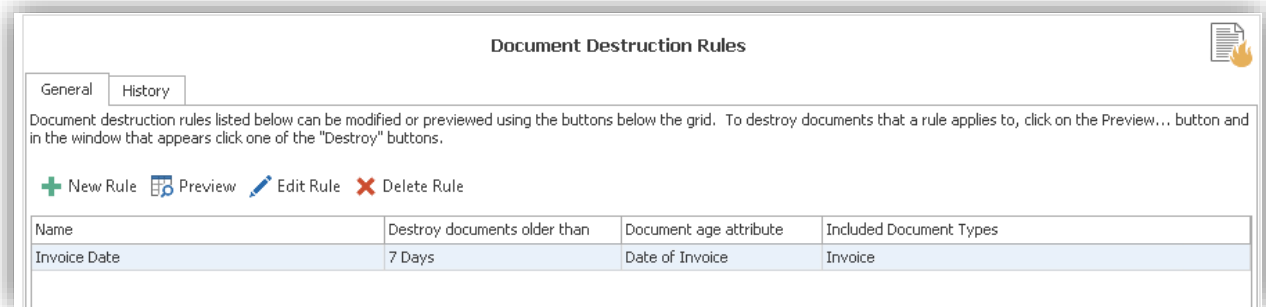 Document Destruction Rules
General History
Document destruction rules listed below can be modified or previewed using the buttons below the grid. To destroy documents that a rule applies to, click on the Preview... button and
in the window that appears click one of the "Destroy" buttons.
New Rule Preview Edit Rule Delete Rule
Name Destroy documents older than Document age attribute Included Document Types
Invoice Date 7 Days Date of Invoice Invoice